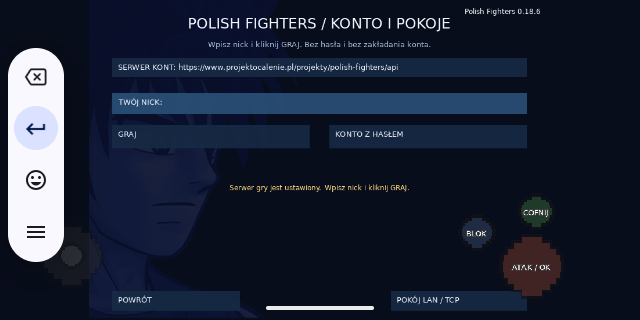 Polish Fighters 0.18.6
POLISH FIGHTERS / KONTO I POKOJE
Wpisz nick i kliknij GRAJ. Bez hasła i bez zakładania konta.
SERWER KONT: https://www.projektocalenie.pl/projekty/polish-fighters/api
TWÓJ NICK:
GRAJ
KONTO Z HASŁEM
Serwer gry jest ustawiony. Wpisz nick i kliknij GRAJ.
COFNIJ
BLOK
ATAK / OK
POWRÓT
POKÓJ LAN / TCP